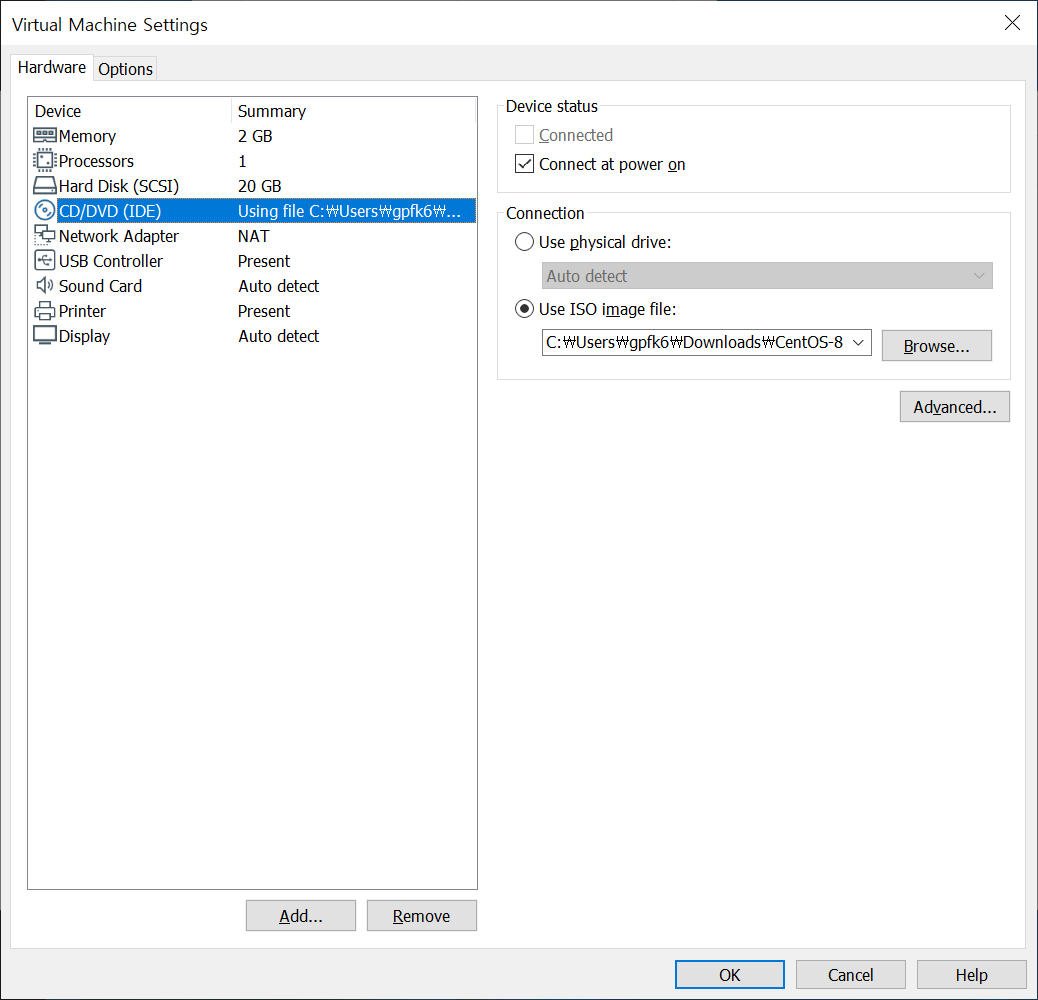 Virtual Machine Settings
Hardware Options
Device Summary
Memory 2 GB
Processors 1
Hard Disk (SCSI) 20 GB
CD/DVD (IDE) Using file C:₩Users₩gpfk6₩...
Network Adapter NAT
USB Controller Present
Sound Card Auto detect
Printer Present
Display Auto detect
Add... Remove
Device status
Connected
Connect at power on
Connection
Use physical drive:
Auto detect
Use ISO image file:
C:₩Users₩gpfk6₩Downloads₩CentOS-8 Browse...
Advanced...
OK Cancel Help